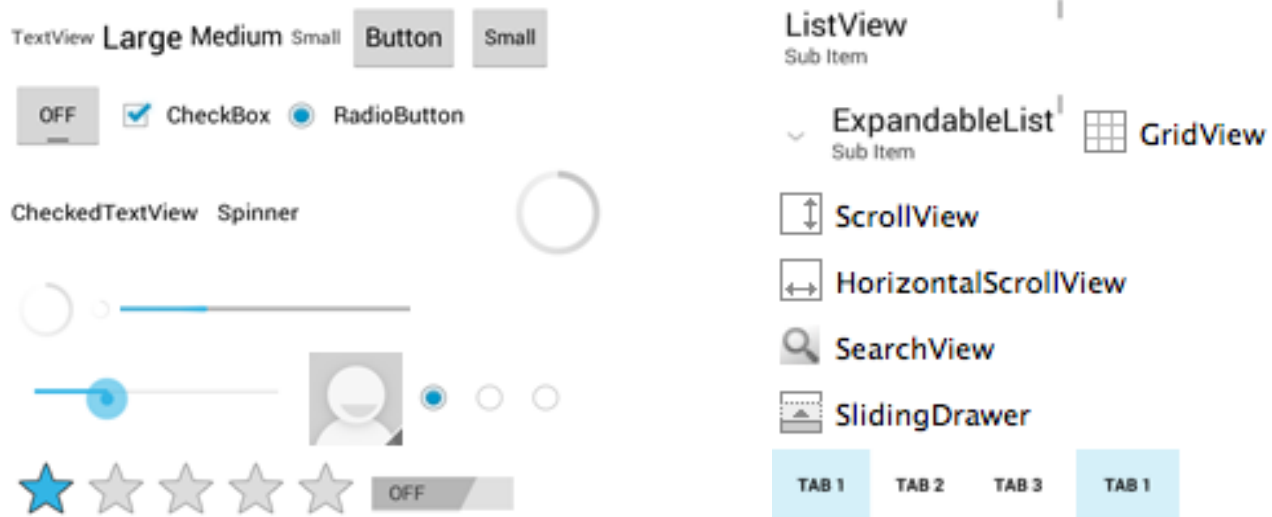 TextView Large Medium Small Button Small
OFF CheckBox RadioButton
CheckedTextView Spinner
OFF
ListView
Sub Item
ExpandableList
Sub Item
GridView
ScrollView
HorizontalScrollView
SearchView
SlidingDrawer
TAB 1 TAB 2 TAB 3 TAB 1